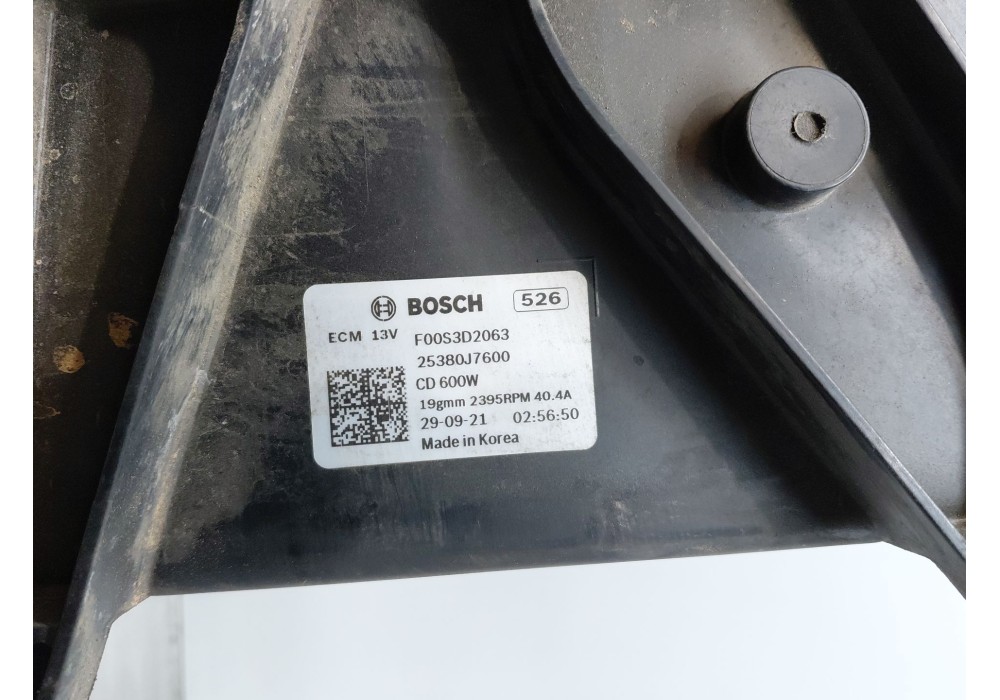 BOSCH 526
ECM 13V F00S3D2063
25380J7600
CD 600W
19gmm 2395RPM 40.4A
29-09-21 02:56:50
Made in Korea